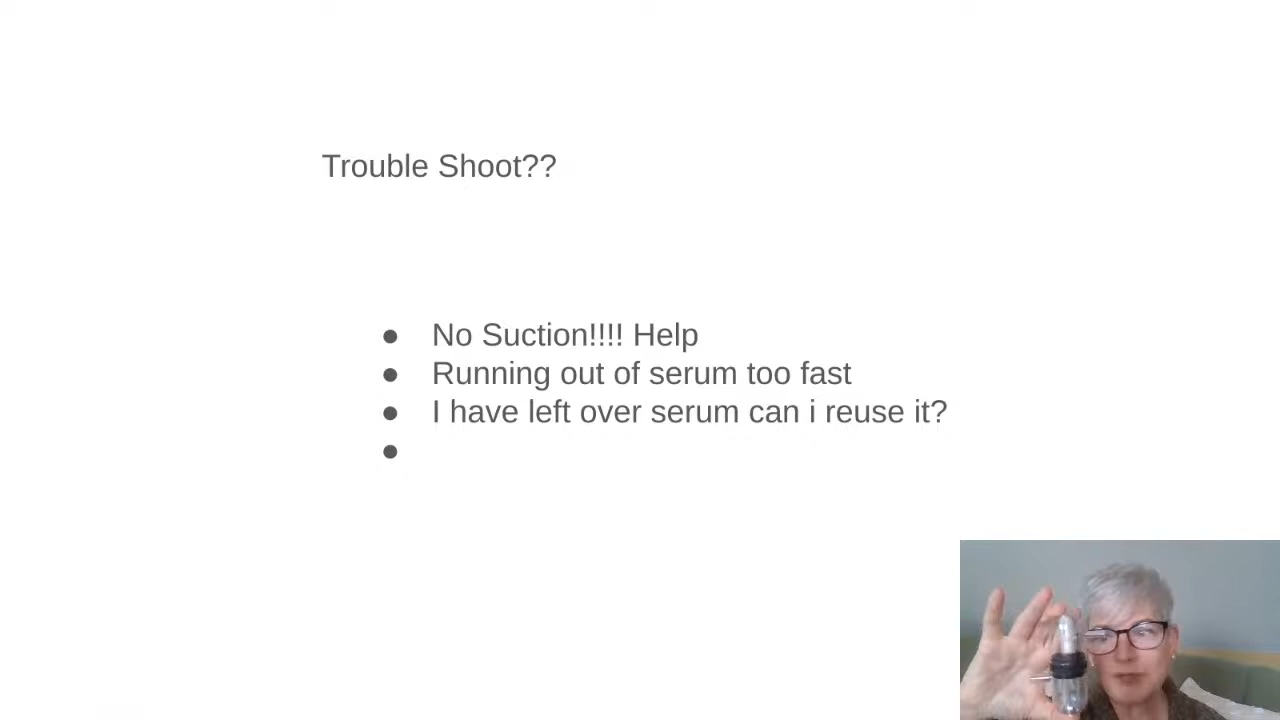 Trouble Shoot??
● No Suction!!!! Help
● Running out of serum too fast
● I have left over serum can i reuse it?
●